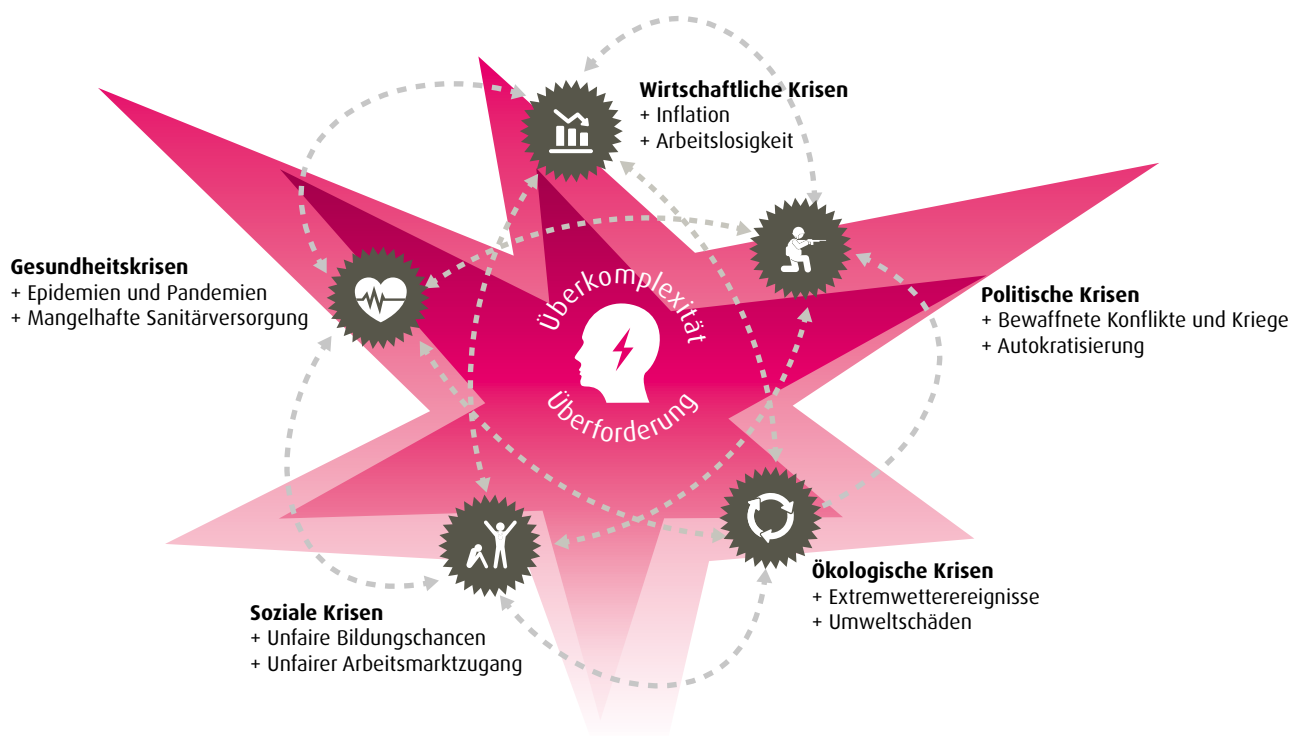 Wirtschaftliche Krisen
+ Inflation
+ Arbeitslosigkeit
Gesundheitskrisen
+ Epidemien und Pandemien
+ Mangelhafte Sanitärversorgung
Politische Krisen
+ Bewaffnete Konflikte und Kriege
+ Autokratisierung
Überkomplexität
Überforderung
Ökologische Krisen
+ Extremwetterereignisse
+ Umweltschäden
Soziale Krisen
+ Unfaire Bildungschancen
+ Unfairer Arbeitsmarktzugang